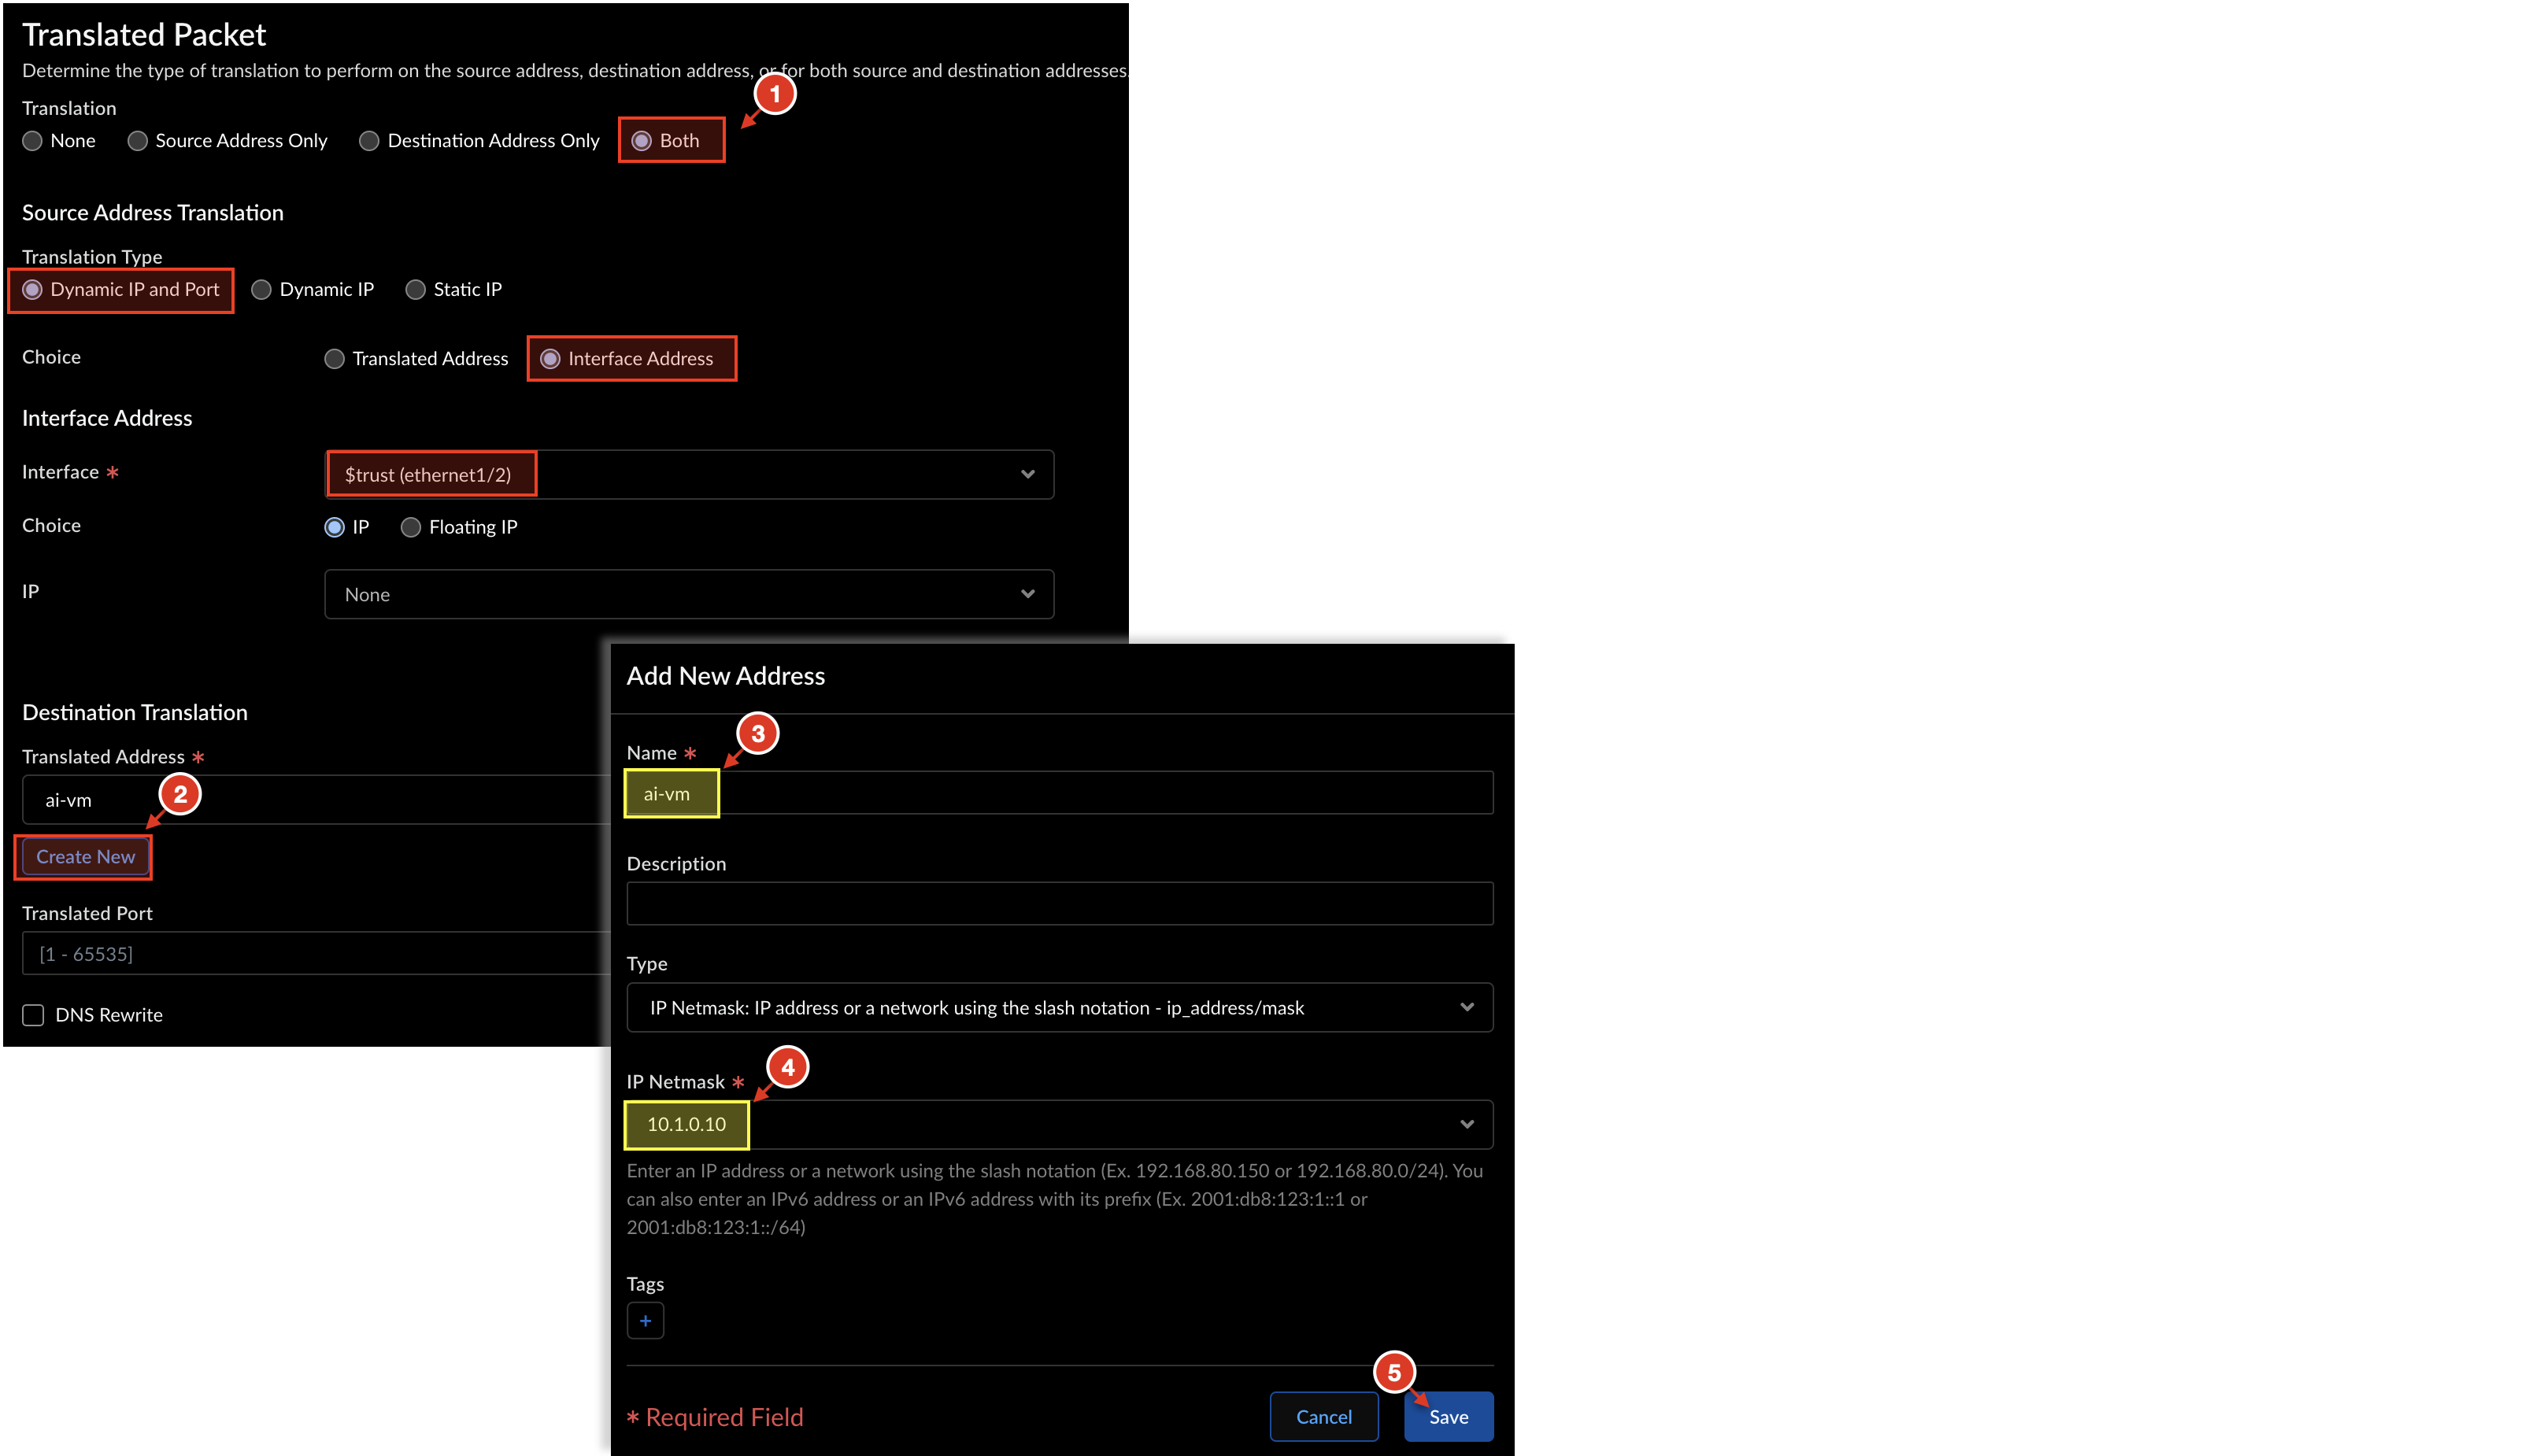 Translated Packet
Determine the type of translation to perform on the source address, destination address, or for both source and destination addresses.
1
Translation
None Source Address Only Destination Address Only Both
Source Address Translation
Translation Type
Dynamic IP and Port Dynamic IP Static IP
Choice Translated Address Interface Address
Interface Address
Interface * $trust (ethernet1/2)
Choice IP Floating IP
IP None
Destination Translation
Translated Address *
ai-vm
2
Create New
Translated Port
[1 - 65535]
DNS Rewrite
Add New Address
3
Name *
ai-vm
Description
Type
IP Netmask: IP address or a network using the slash notation - ip_address/mask
4
IP Netmask *
10.1.0.10
Enter an IP address or a network using the slash notation (Ex. 192.168.80.150 or 192.168.80.0/24). You
can also enter an IPv6 address or an IPv6 address with its prefix (Ex. 2001:db8:123:1::1 or
2001:db8:123:1::/64)
Tags
+
5
* Required Field Cancel Save